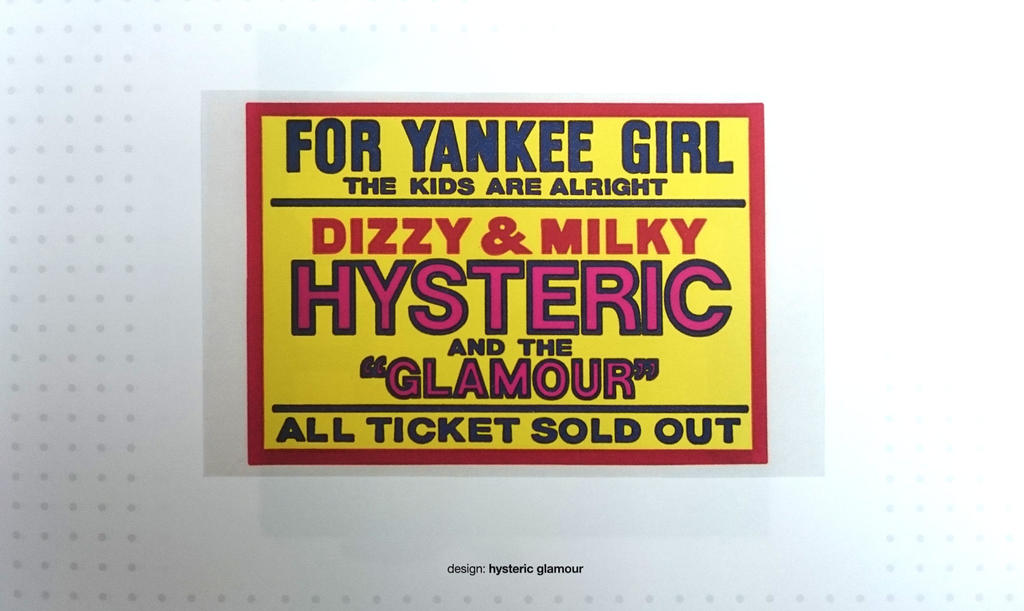 FOR YANKEE GIRL
THE KIDS ARE ALRIGHT
DIZZY & MILKY
HYSTERIC
AND THE
“GLAMOUR”
ALL TICKET SOLD OUT
design: hysteric glamour